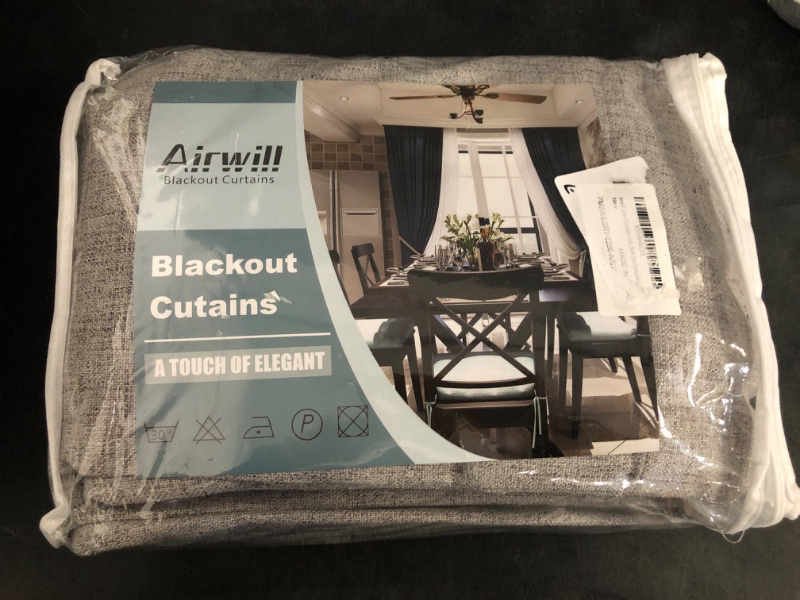 Airwill
Blackout Curtains
Blackout
Cutains
A TOUCH OF ELEGANT
30°
P